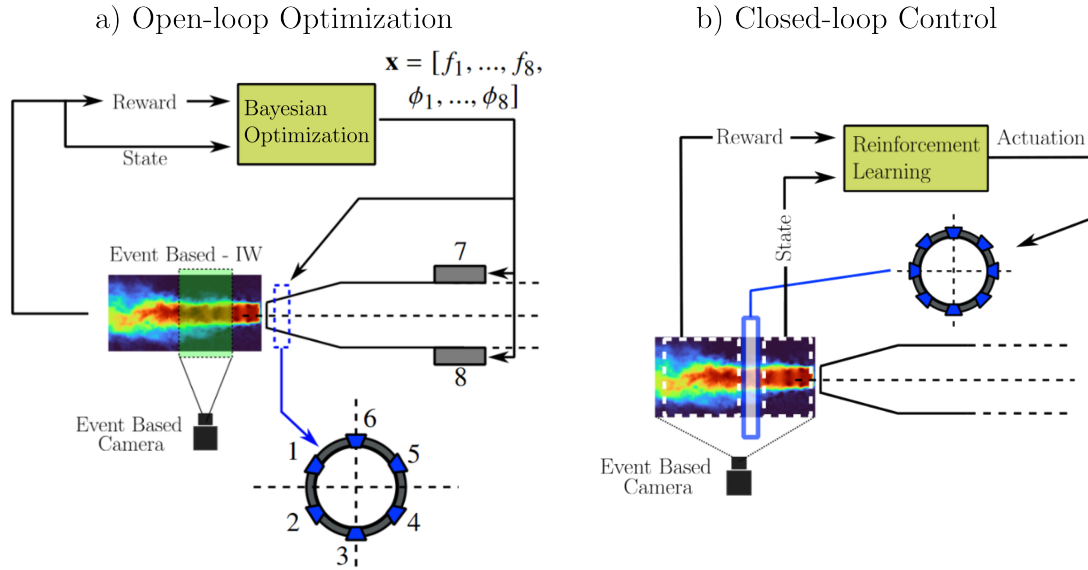 a) Open-loop Optimization
x = [f₁, ..., f₈,
ϕ₁, ..., ϕ₈]
Reward
Bayesian
Optimization
State
Event Based - IW
7
8
Event Based
Camera
6
1
5
2
4
3
b) Closed-loop Control
Reward
Reinforcement
Learning
Actuation
State
Event Based
Camera